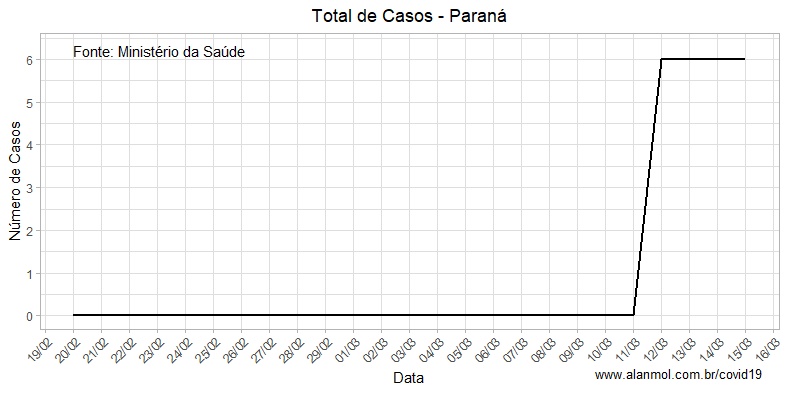 Total de Casos - Paraná
Fonte: Ministério da Saúde
Número de Casos
6
5
4
3
2
1
0
19/02 20/02 21/02 22/02 23/02 24/02 25/02 26/02 27/02 28/02 29/02 01/03 02/03 03/03 04/03 05/03 06/03 07/03 08/03 09/03 10/03 11/03 12/03 13/03 14/03 15/03 16/03
Data
www.alanmol.com.br/covid19